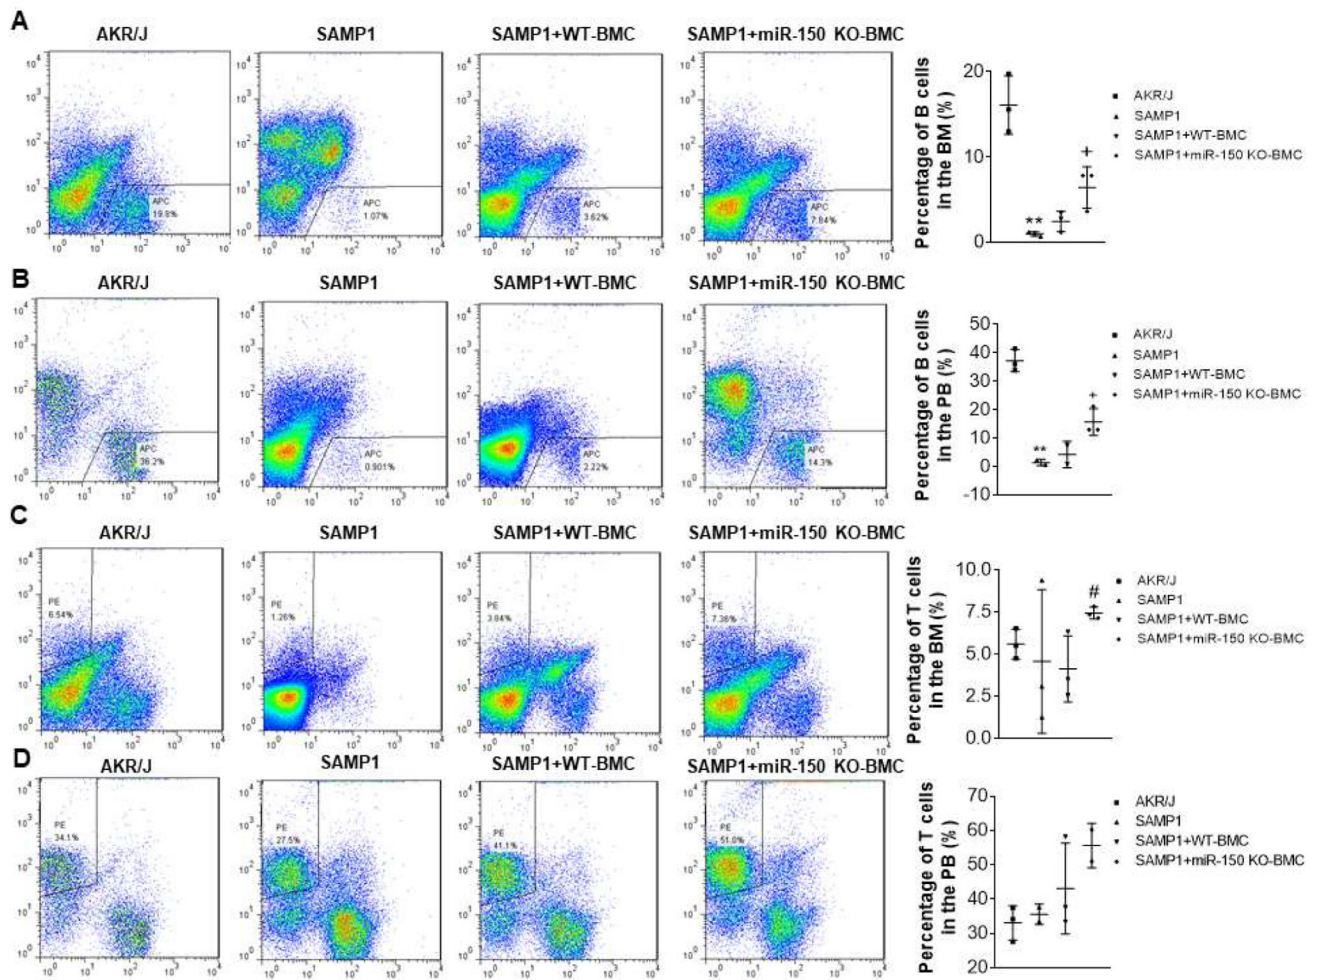 A
AKR/J
SAMP1
SAMP1+WT-BMC
SAMP1+miR-150 KO-BMC
APC
19.8%
APC
1.07%
APC
3.62%
APC
7.84%
Percentage of B cells
in the BM (%)
20
10
0
**
+
AKR/J
SAMP1
SAMP1+WT-BMC
SAMP1+miR-150 KO-BMC
B
AKR/J
SAMP1
SAMP1+WT-BMC
SAMP1+miR-150 KO-BMC
APC
36.2%
APC
0.901%
APC
2.22%
APC
14.3%
Percentage of B cells
in the PB (%)
50
40
30
20
10
0
-10
**
+
AKR/J
SAMP1
SAMP1+WT-BMC
SAMP1+miR-150 KO-BMC
C
AKR/J
SAMP1
SAMP1+WT-BMC
SAMP1+miR-150 KO-BMC
PE
6.54%
PE
1.26%
PE
3.84%
PE
7.36%
Percentage of T cells
in the BM (%)
10.0
7.5
5.0
2.5
0.0
#
AKR/J
SAMP1
SAMP1+WT-BMC
SAMP1+miR-150 KO-BMC
D
AKR/J
SAMP1
SAMP1+WT-BMC
SAMP1+miR-150 KO-BMC
PE
34.1%
PE
27.5%
PE
41.1%
PE
51.0%
Percentage of T cells
in the PB (%)
70
60
50
40
30
20
AKR/J
SAMP1
SAMP1+WT-BMC
SAMP1+miR-150 KO-BMC